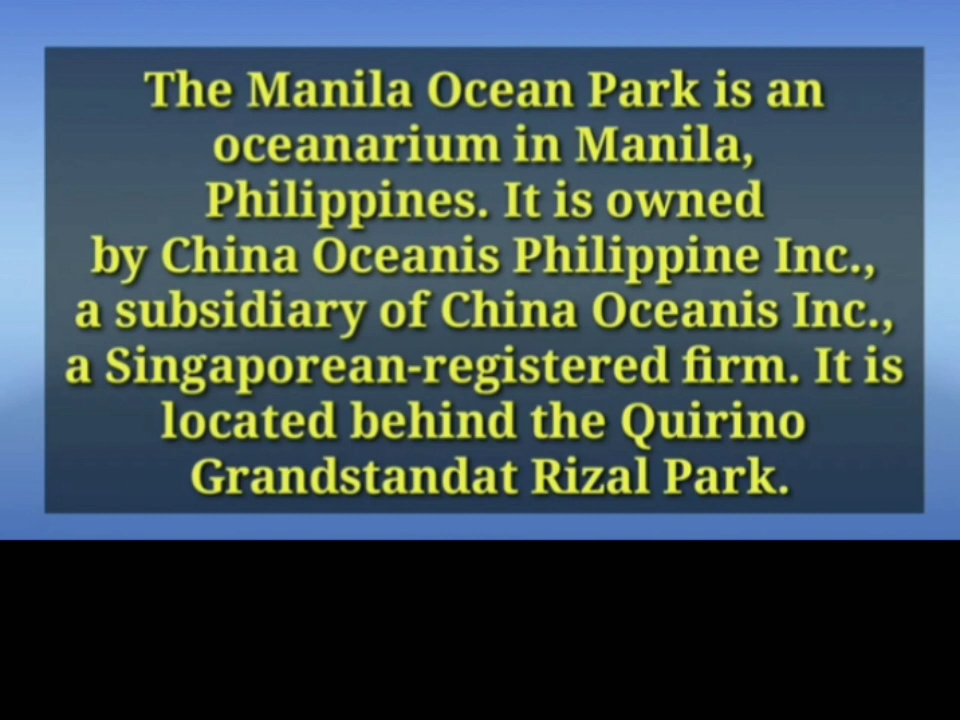 The Manila Ocean Park is an
oceanarium in Manila,
Philippines. It is owned
by China Oceanis Philippine Inc.,
a subsidiary of China Oceanis Inc.,
a Singaporean-registered firm. It is
located behind the Quirino
Grandstandat Rizal Park.